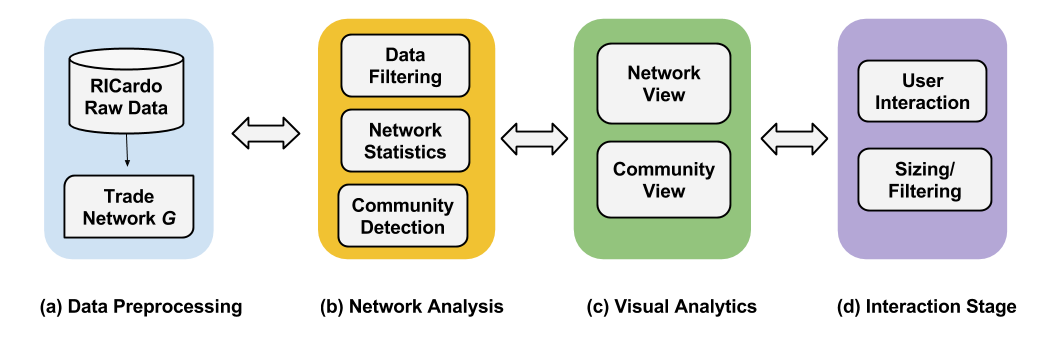 RICardo
Raw Data
Trade
Network G
Data
Filtering
Network
Statistics
Community
Detection
Network
View
Community
View
User
Interaction
Sizing/
Filtering
(a) Data Preprocessing
(b) Network Analysis
(c) Visual Analytics
(d) Interaction Stage